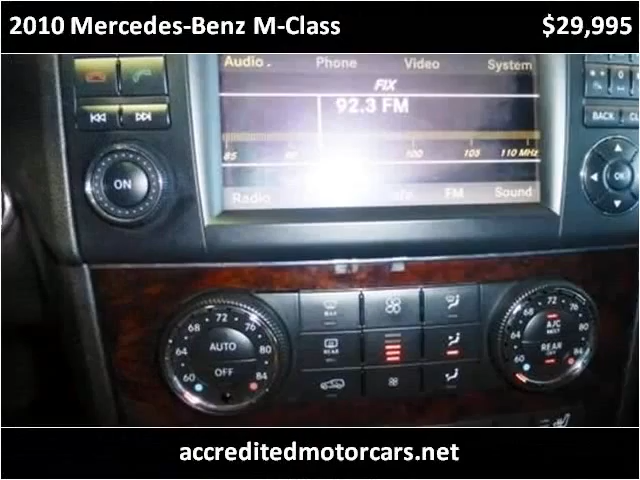 2010 Mercedes-Benz M-Class $29,995
Audio Phone Video System
FIX
92.3 FM
85 100 105 110 MHz
Radio FM Sound
* 0
BACK
ON
OK
72 72
68 76 68 76 A/C
64 AUTO 80 MAX REAR 64 REAR 80
60 OFF 84 60 OFF 84
accreditedmotorcars.net